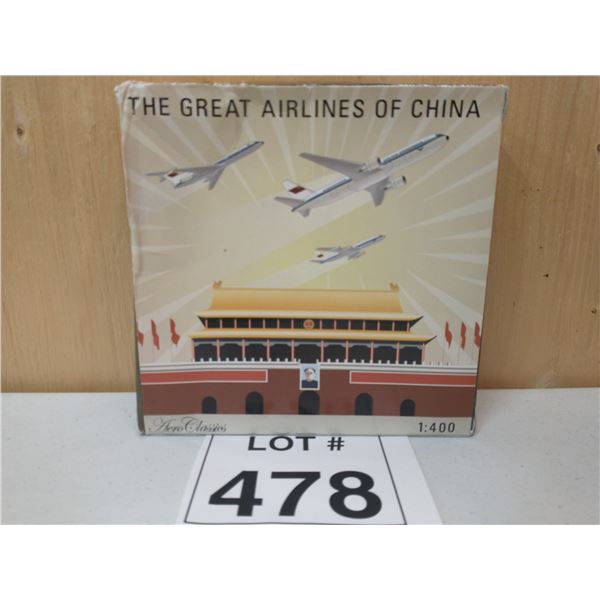 THE GREAT AIRLINES OF CHINA
AeroClassics
1:400
LOT #
478